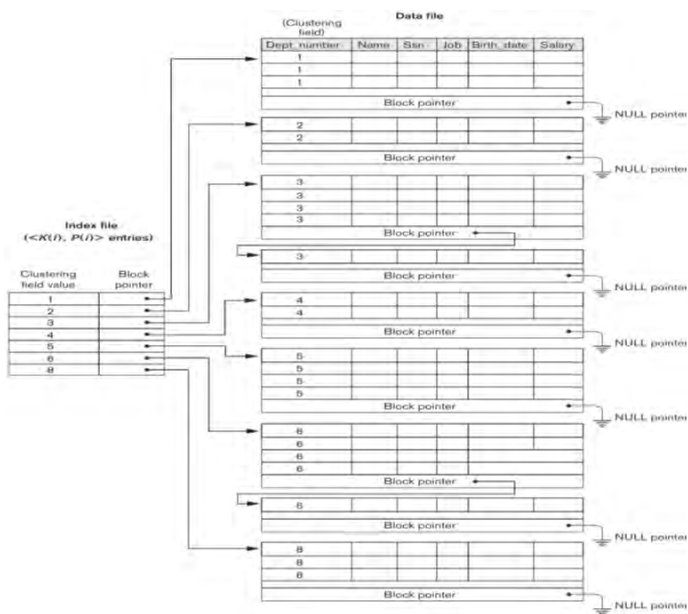 Data file
(Clustering
field)
Dept_number Name Ssn Job Birth_date Salary
1
1
1
Block pointer
NULL pointer
2
2
Block pointer
NULL pointer
3
3
3
3
Block pointer
3
Block pointer
NULL pointer
Index file
(<K(i), P(i)> entries)
Clustering Block
field value pointer
1
2
3
4
5
6
8
4
4
Block pointer
NULL pointer
5
5
5
5
Block pointer
NULL pointer
6
6
6
6
Block pointer
6
Block pointer
NULL pointer
8
8
8
Block pointer
NULL pointer